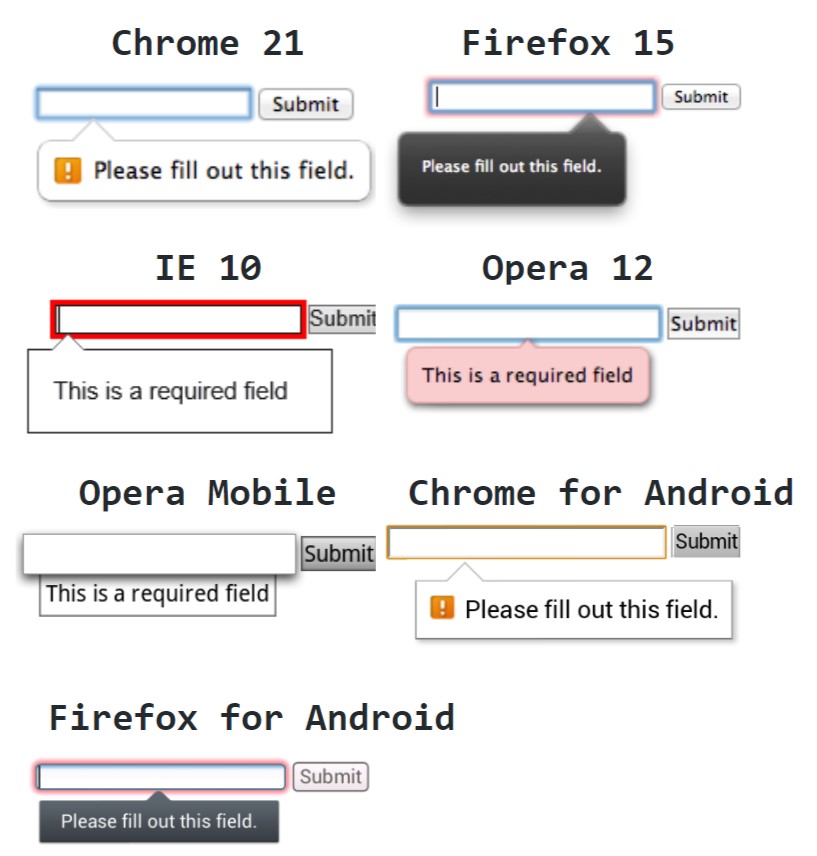 Chrome 21
Firefox 15
Submit
Submit
Please fill out this field.
Please fill out this field.
IE 10
Opera 12
Submit
Submit
This is a required field
This is a required field
Opera Mobile
Chrome for Android
Submit
Submit
This is a required field
Please fill out this field.
Firefox for Android
Submit
Please fill out this field.